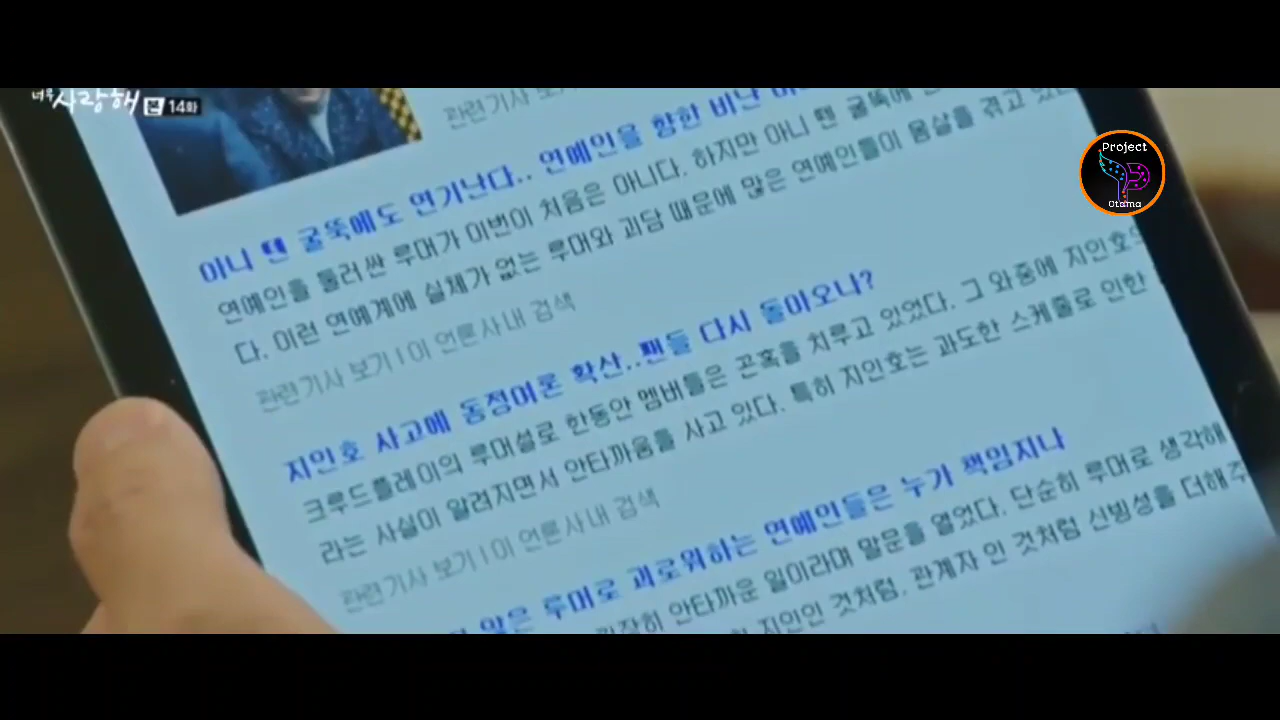 너무 사랑해 본 14화
Project
Otama
관련기사 보기
아니 땐 굴뚝에도 연기난다.. 연예인을 향한 비난
연예인을 둘러싼 루머가 이번이 처음은 아니다. 하지만 아니 땐 굴뚝에
다. 이런 연예계에 실체가 없는 루머와 괴담 때문에 많은 연예인들이 몸살을 겪고
관련기사 보기 | 이 언론사내 검색
지인호 사고에 동정여론 확산..팬들 다시 돌아오나?
크루드플레이의 루머설로 한동안 멤버들은 곤혹을 치루고 있었다. 그 와중에 지인호의
라는 사실이 알려지면서 안타까움를 사고 있다. 특히 지인호는 과도한 스케줄로 인한
관련기사 보기 | 이 언론사내 검색
많은 루머로 괴로워하는 연예인들은 누가 책임지나
굉장히 안타까운 일이라며 말문을 열었다. 단순히 루머로 생각해
지인인 것처럼, 관계자 인 것처럼 신빙성을 더해주